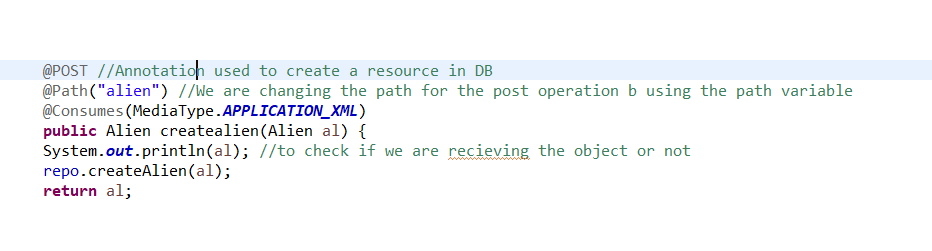 @POST //Annotation used to create a resource in DB
@Path("alien") //We are changing the path for the post operation b using the path variable
@Consumes(MediaType.APPLICATION_XML)
public Alien createalien(Alien al) {
System.out.println(al); //to check if we are recieving the object or not
repo.createAlien(al);
return al;